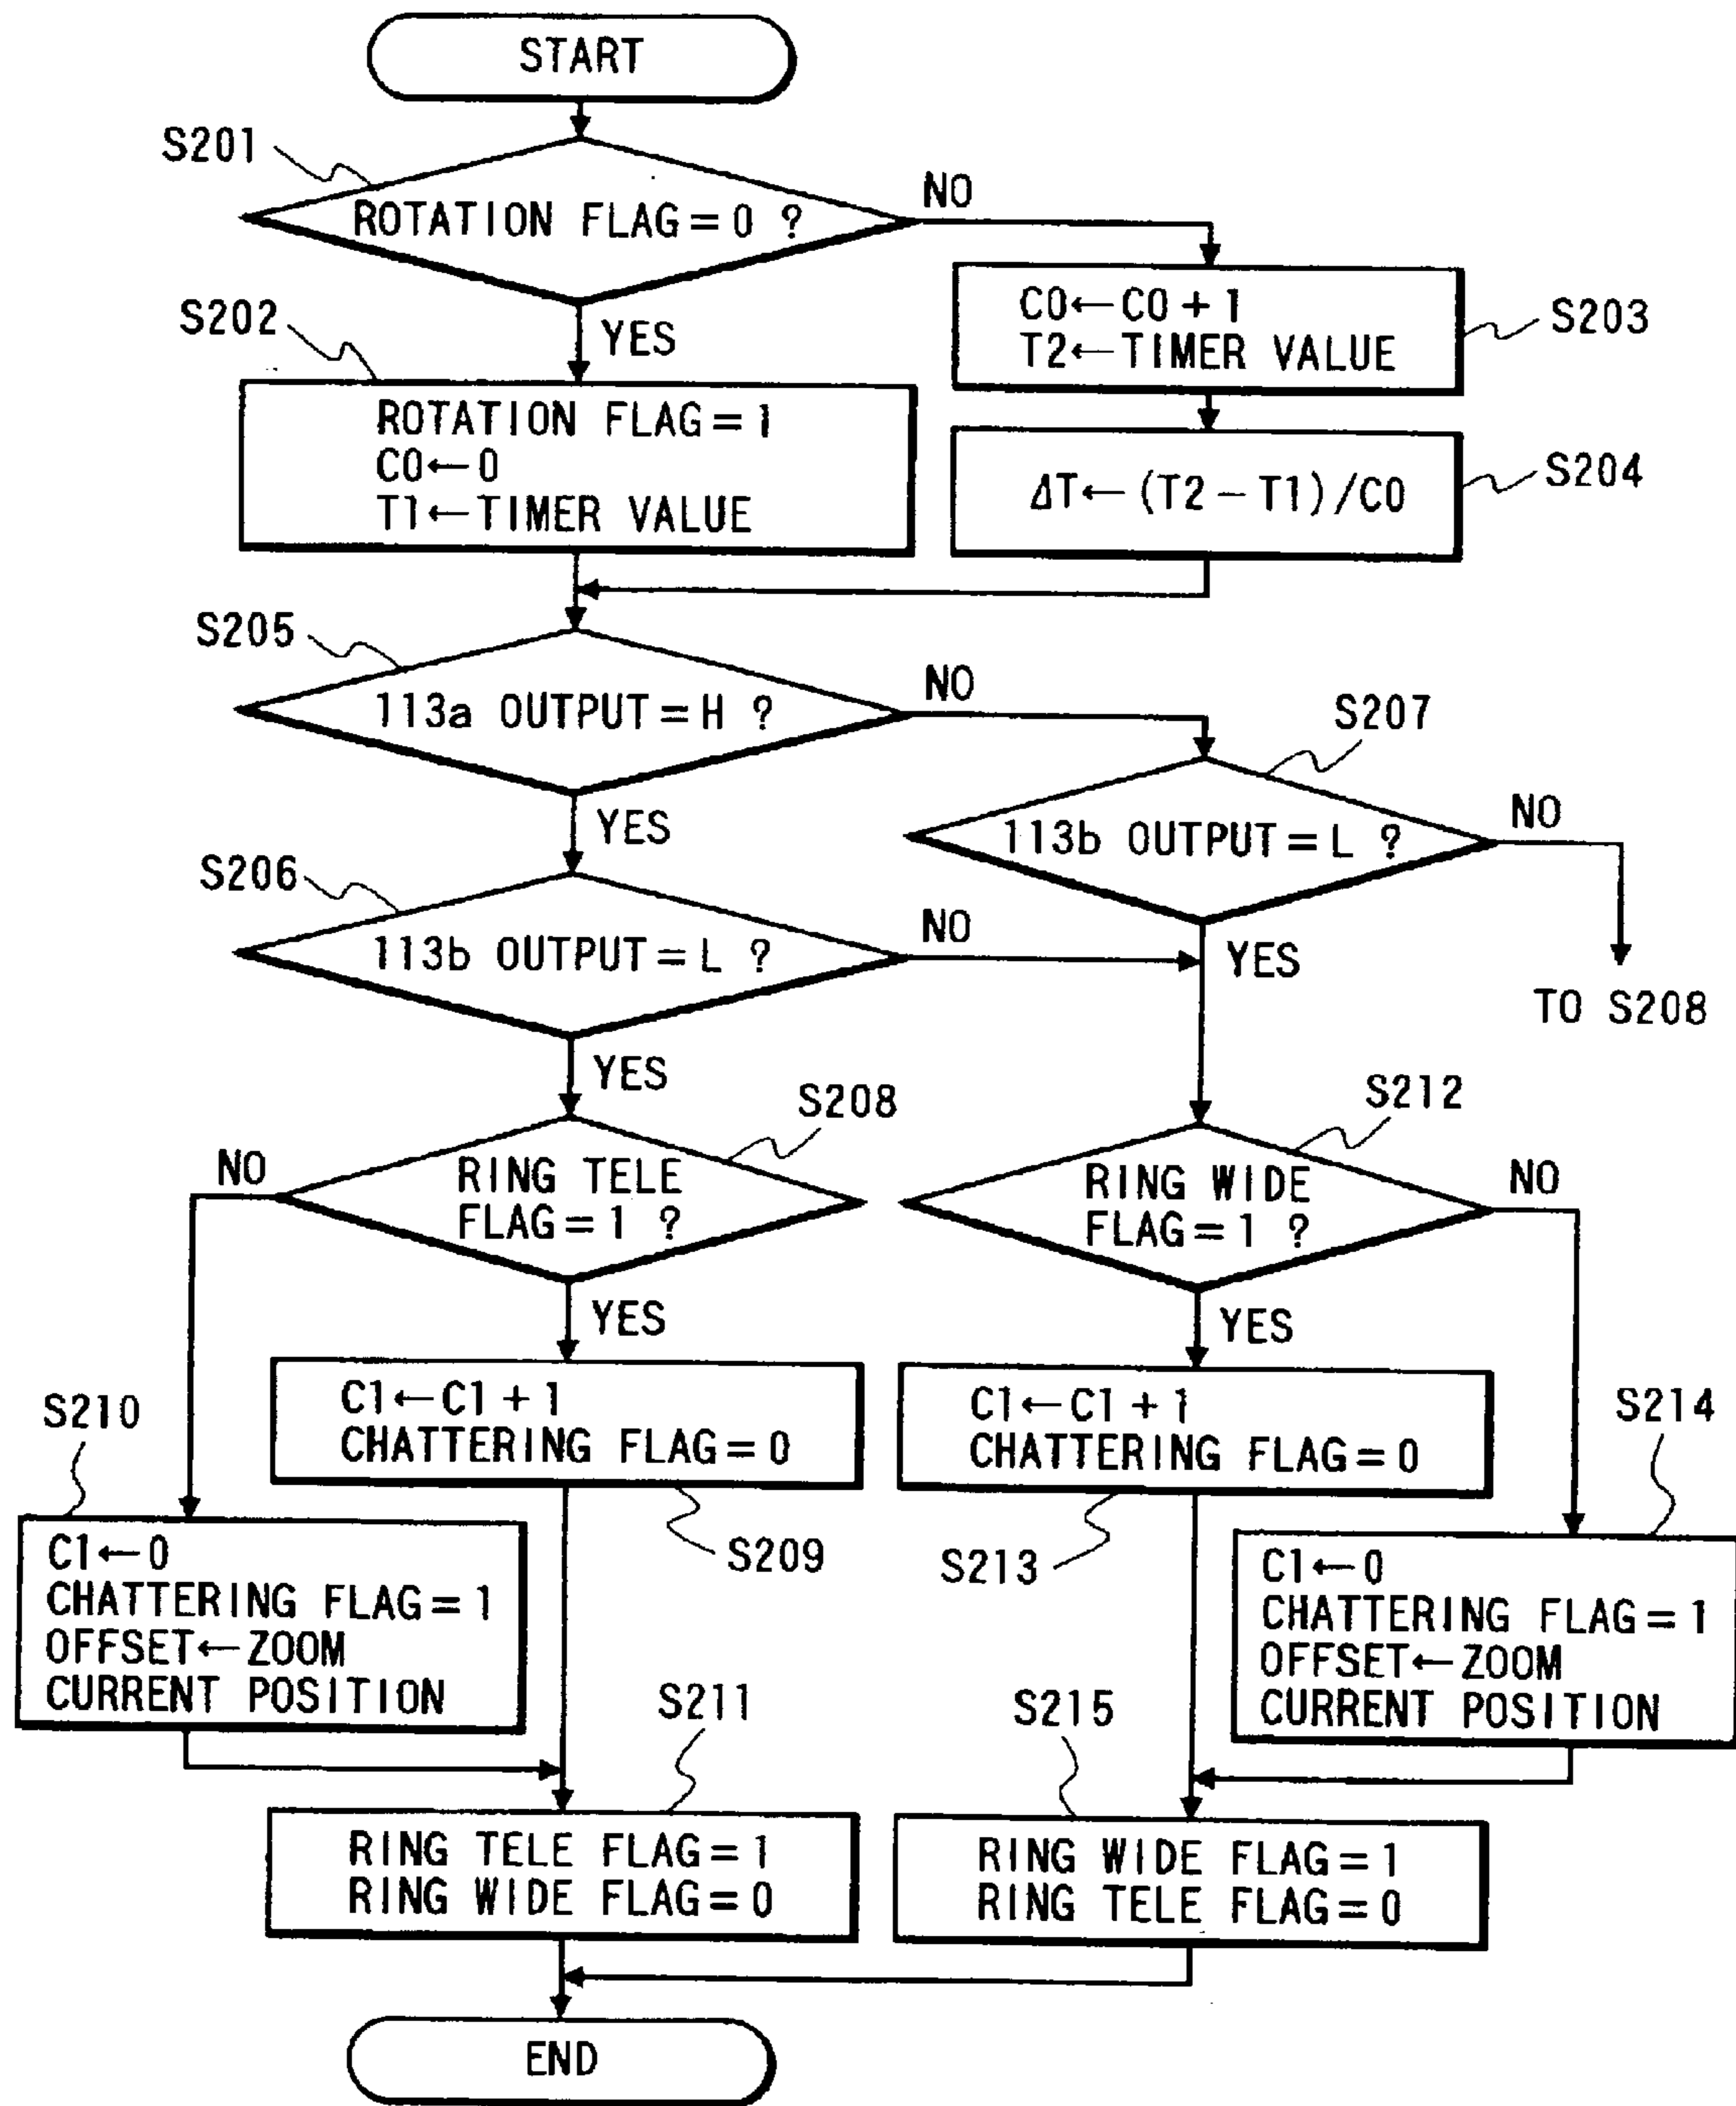 START
S201
ROTATION FLAG=0 ?
NO
YES
S202
ROTATION FLAG=1
C0←0
T1←TIMER VALUE
C0←C0+1
T2←TIMER VALUE
S203
ΔT←(T2-T1)/C0
S204
S205
113a OUTPUT=H ?
NO
YES
S207
113b OUTPUT=L ?
NO
YES
TO S208
S206
113b OUTPUT=L ?
NO
YES
S208
RING TELE
FLAG=1 ?
NO
YES
S212
RING WIDE
FLAG=1 ?
NO
YES
S210
C1←0
CHATTERING FLAG=1
OFFSET←ZOOM
CURRENT POSITION
C1←C1+1
CHATTERING FLAG=0
S209
C1←C1+1
CHATTERING FLAG=0
S213
S214
C1←0
CHATTERING FLAG=1
OFFSET←ZOOM
CURRENT POSITION
S211
RING TELE FLAG=1
RING WIDE FLAG=0
S215
RING WIDE FLAG=1
RING TELE FLAG=0
END